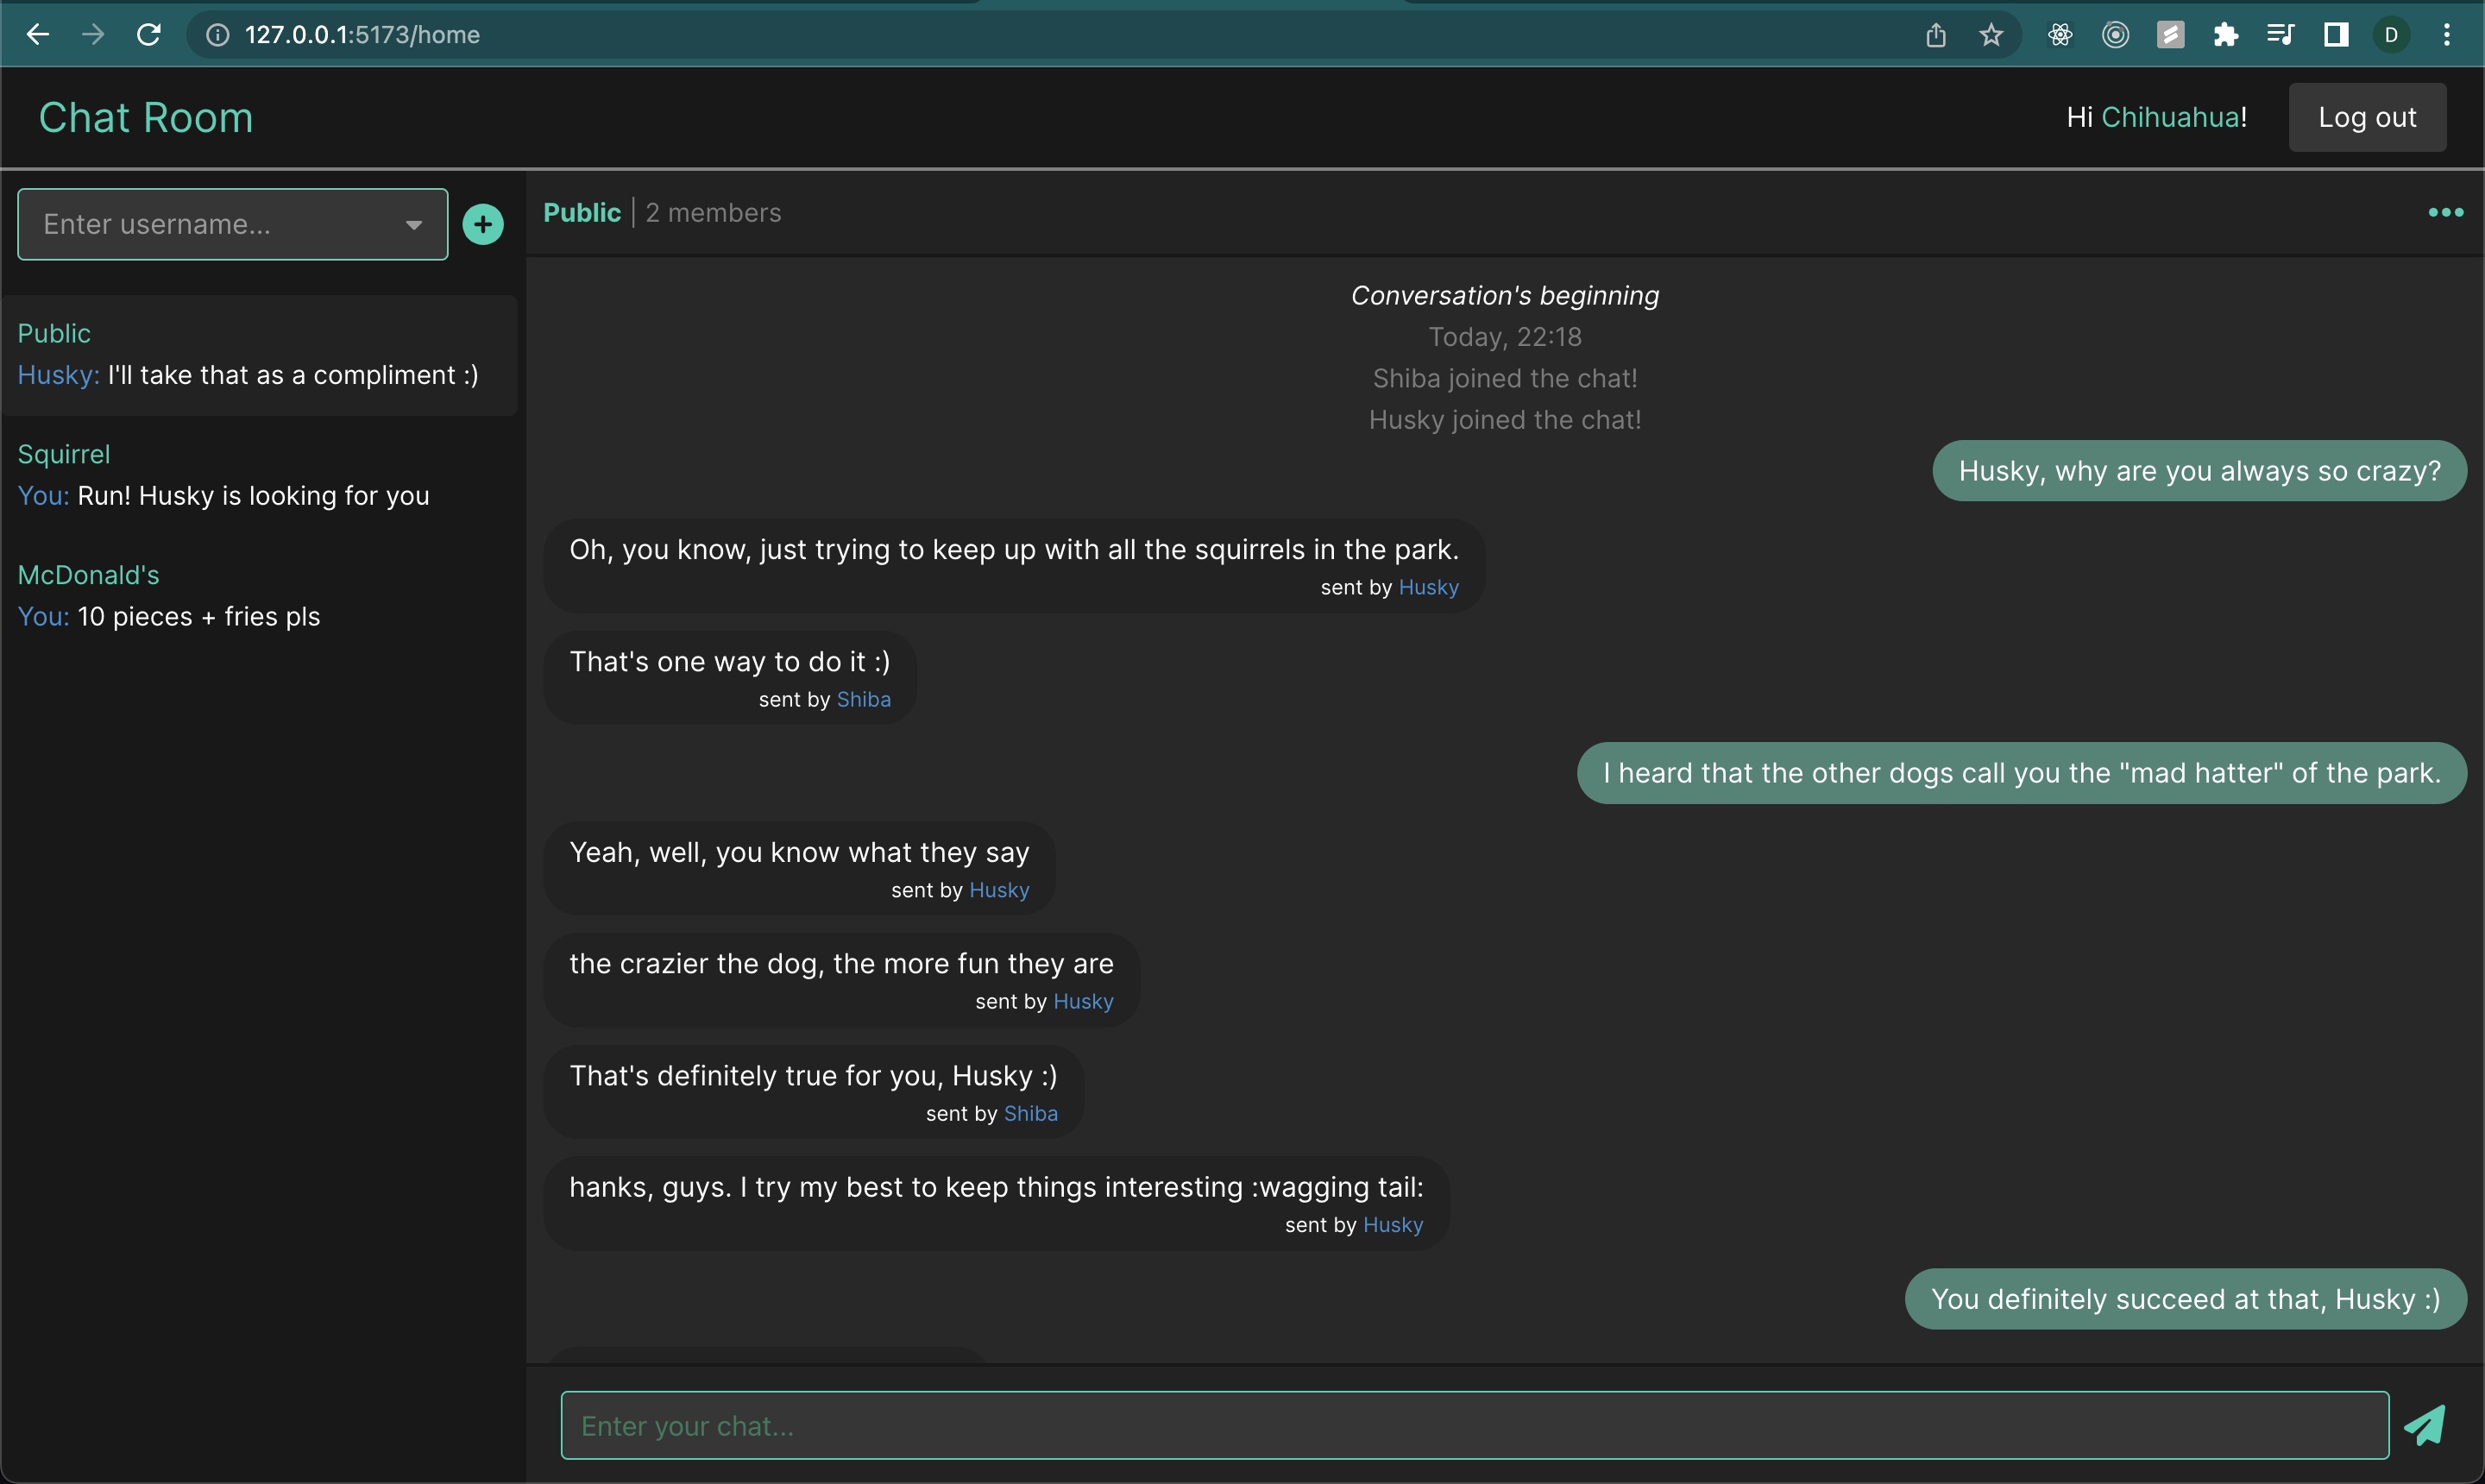 127.0.0.1:5173/home
D
Chat Room
Hi Chihuahua!
Log out
Enter username...
Public
Husky: I'll take that as a compliment :)
Squirrel
You: Run! Husky is looking for you
McDonald's
You: 10 pieces + fries pls
Public | 2 members
Conversation's beginning
Today, 22:18
Shiba joined the chat!
Husky joined the chat!
Husky, why are you always so crazy?
Oh, you know, just trying to keep up with all the squirrels in the park.
sent by Husky
That's one way to do it :)
sent by Shiba
I heard that the other dogs call you the "mad hatter" of the park.
Yeah, well, you know what they say
sent by Husky
the crazier the dog, the more fun they are
sent by Husky
That's definitely true for you, Husky :)
sent by Shiba
hanks, guys. I try my best to keep things interesting :wagging tail:
sent by Husky
You definitely succeed at that, Husky :)
Enter your chat...